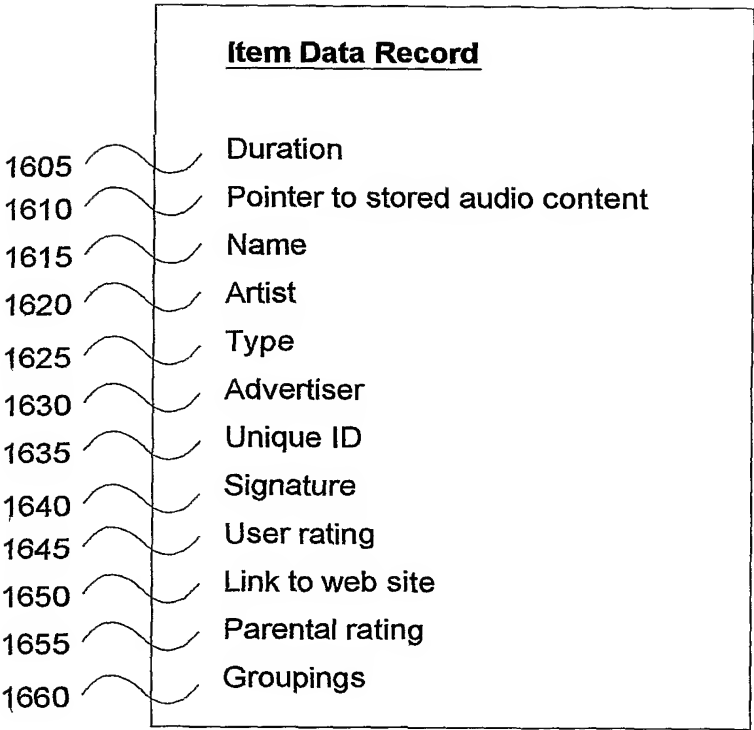 Item Data Record
1605 Duration
1610 Pointer to stored audio content
1615 Name
1620 Artist
1625 Type
1630 Advertiser
1635 Unique ID
1640 Signature
1645 User rating
1650 Link to web site
1655 Parental rating
1660 Groupings